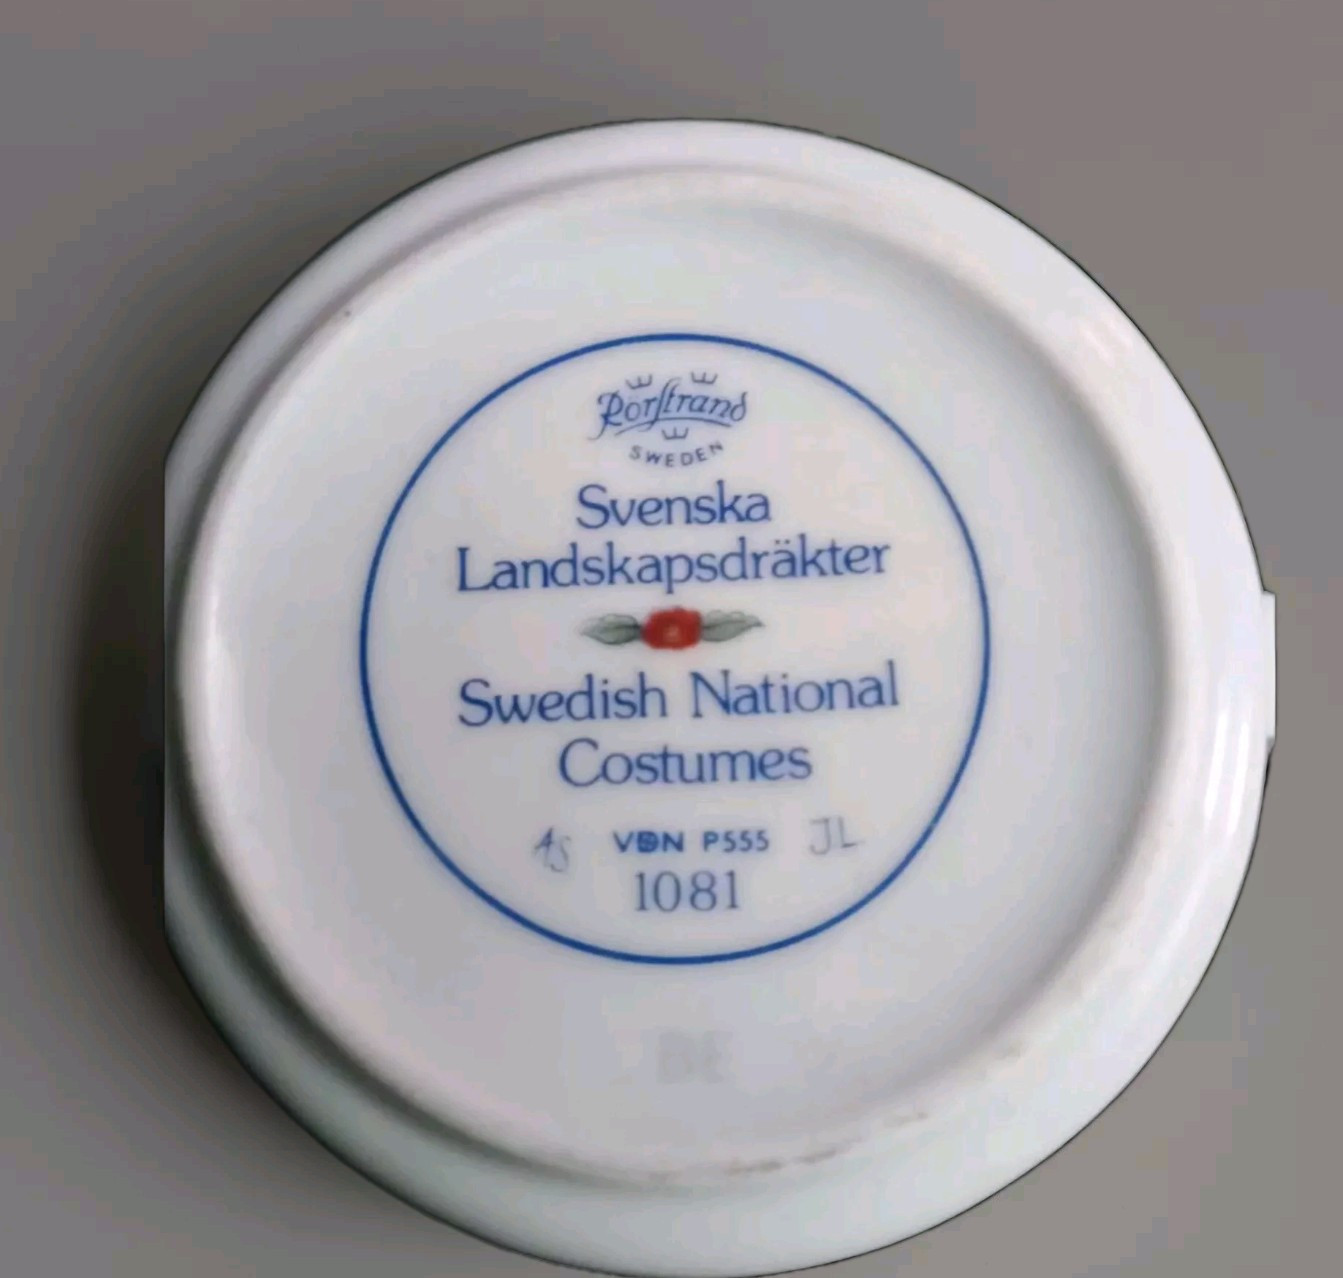 Rörstrand
SWEDEN
Svenska
Landskapsdräkter
Swedish National
Costumes
AS VDN P555 JL
1081